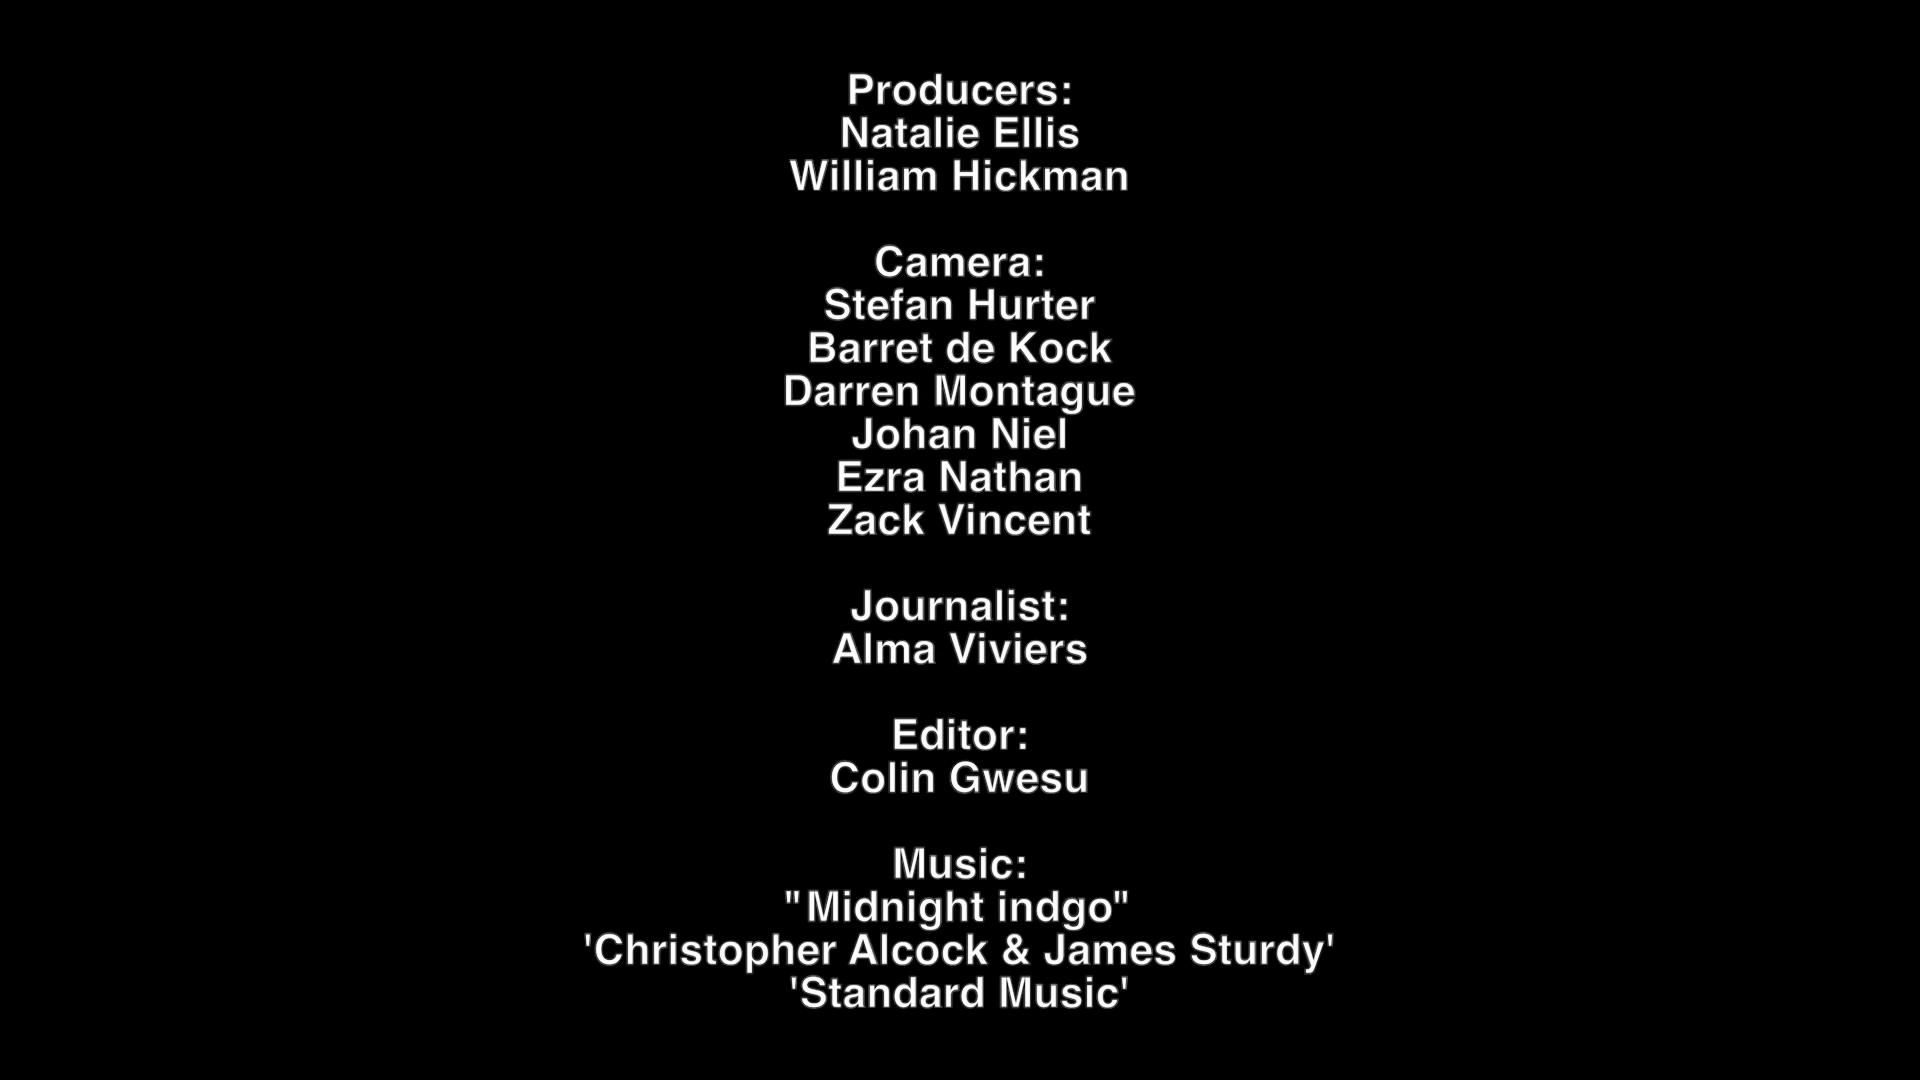 Producers:
Natalie Ellis
William Hickman
Camera:
Stefan Hurter
Barret de Kock
Darren Montague
Johan Niel
Ezra Nathan
Zack Vincent
Journalist:
Alma Viviers
Editor:
Colin Gwesu
Music:
"Midnight indgo"
'Christopher Alcock & James Sturdy'
'Standard Music'